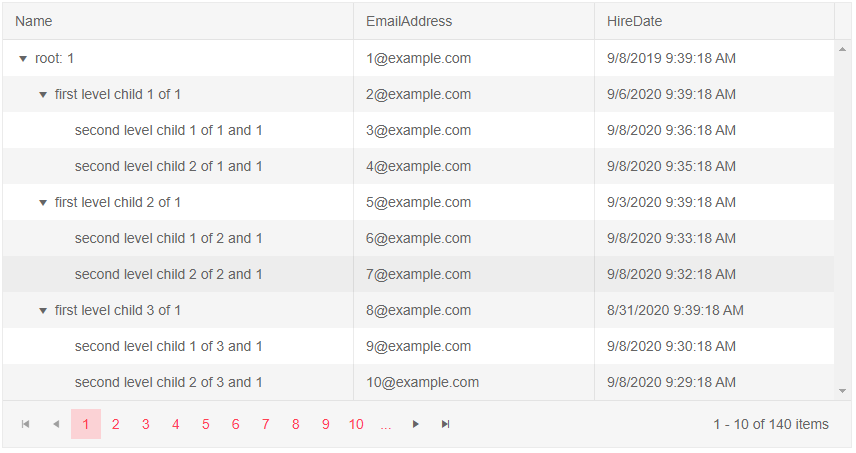 Name EmailAddress HireDate
root: 1 1@example.com 9/8/2019 9:39:18 AM
first level child 1 of 1 2@example.com 9/6/2020 9:39:18 AM
second level child 1 of 1 and 1 3@example.com 9/8/2020 9:36:18 AM
second level child 2 of 1 and 1 4@example.com 9/8/2020 9:35:18 AM
first level child 2 of 1 5@example.com 9/3/2020 9:39:18 AM
second level child 1 of 2 and 1 6@example.com 9/8/2020 9:33:18 AM
second level child 2 of 2 and 1 7@example.com 9/8/2020 9:32:18 AM
first level child 3 of 1 8@example.com 8/31/2020 9:39:18 AM
second level child 1 of 3 and 1 9@example.com 9/8/2020 9:30:18 AM
second level child 2 of 3 and 1 10@example.com 9/8/2020 9:29:18 AM
1 2 3 4 5 6 7 8 9 10 ... 1 - 10 of 140 items